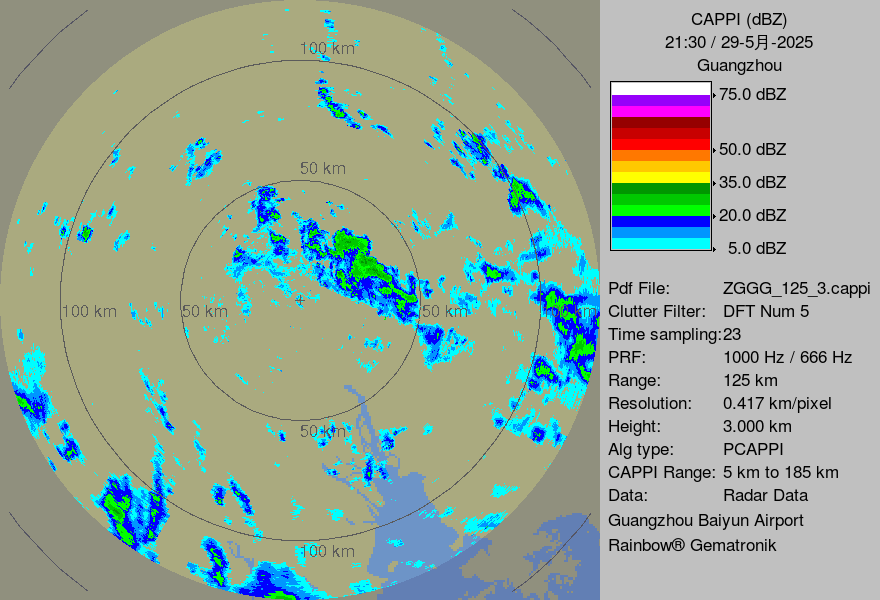 CAPPI (dBZ)
21:30 / 29-5月-2025
Guangzhou
75.0 dBZ
50.0 dBZ
35.0 dBZ
20.0 dBZ
5.0 dBZ
Pdf File: ZGGG_125_3.cappi
Clutter Filter: DFT Num 5
Time sampling:23
PRF: 1000 Hz / 666 Hz
Range: 125 km
Resolution: 0.417 km/pixel
Height: 3.000 km
Alg type: PCAPPI
CAPPI Range: 5 km to 185 km
Data: Radar Data
Guangzhou Baiyun Airport
Rainbow® Gematronik
100 km
50 km
100 km
50 km
50 km
50 km
100 km